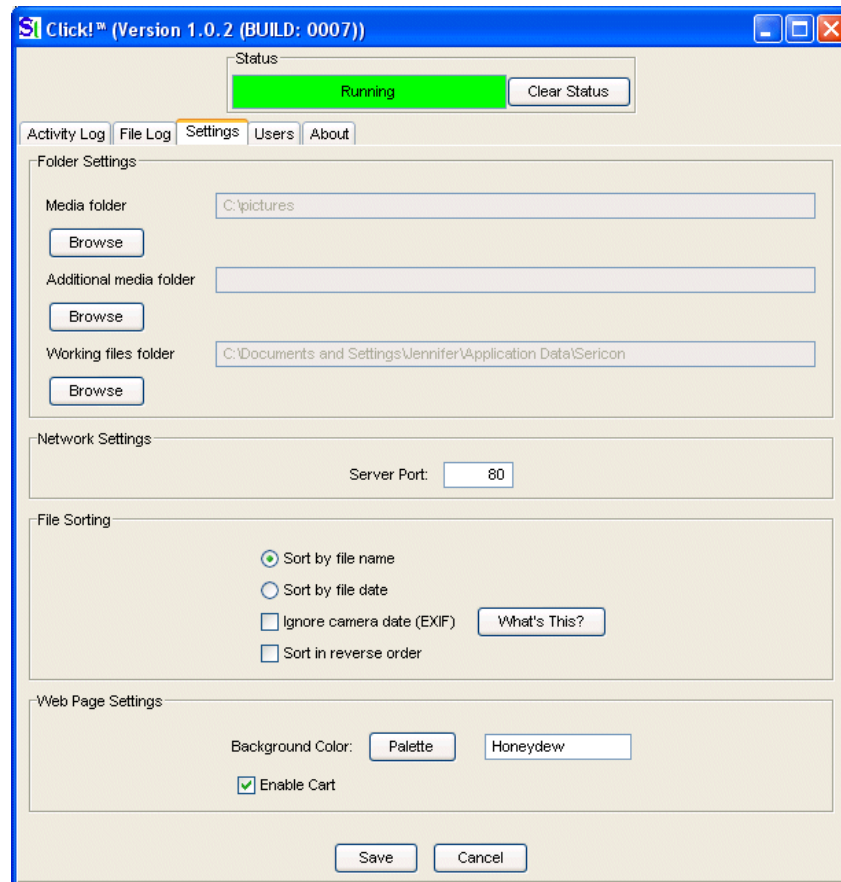 Click!™ (Version 1.0.2 (BUILD: 0007))
Status
Running
Clear Status
Activity Log
File Log
Settings
Users
About
Folder Settings
Media folder
C:\pictures
Browse
Additional media folder
Browse
Working files folder
C:\Documents and Settings\Jennifer\Application Data\Sericon
Browse
Network Settings
Server Port:
80
File Sorting
Sort by file name
Sort by file date
Ignore camera date (EXIF)
What's This?
Sort in reverse order
Web Page Settings
Background Color:
Palette
Honeydew
Enable Cart
Save
Cancel